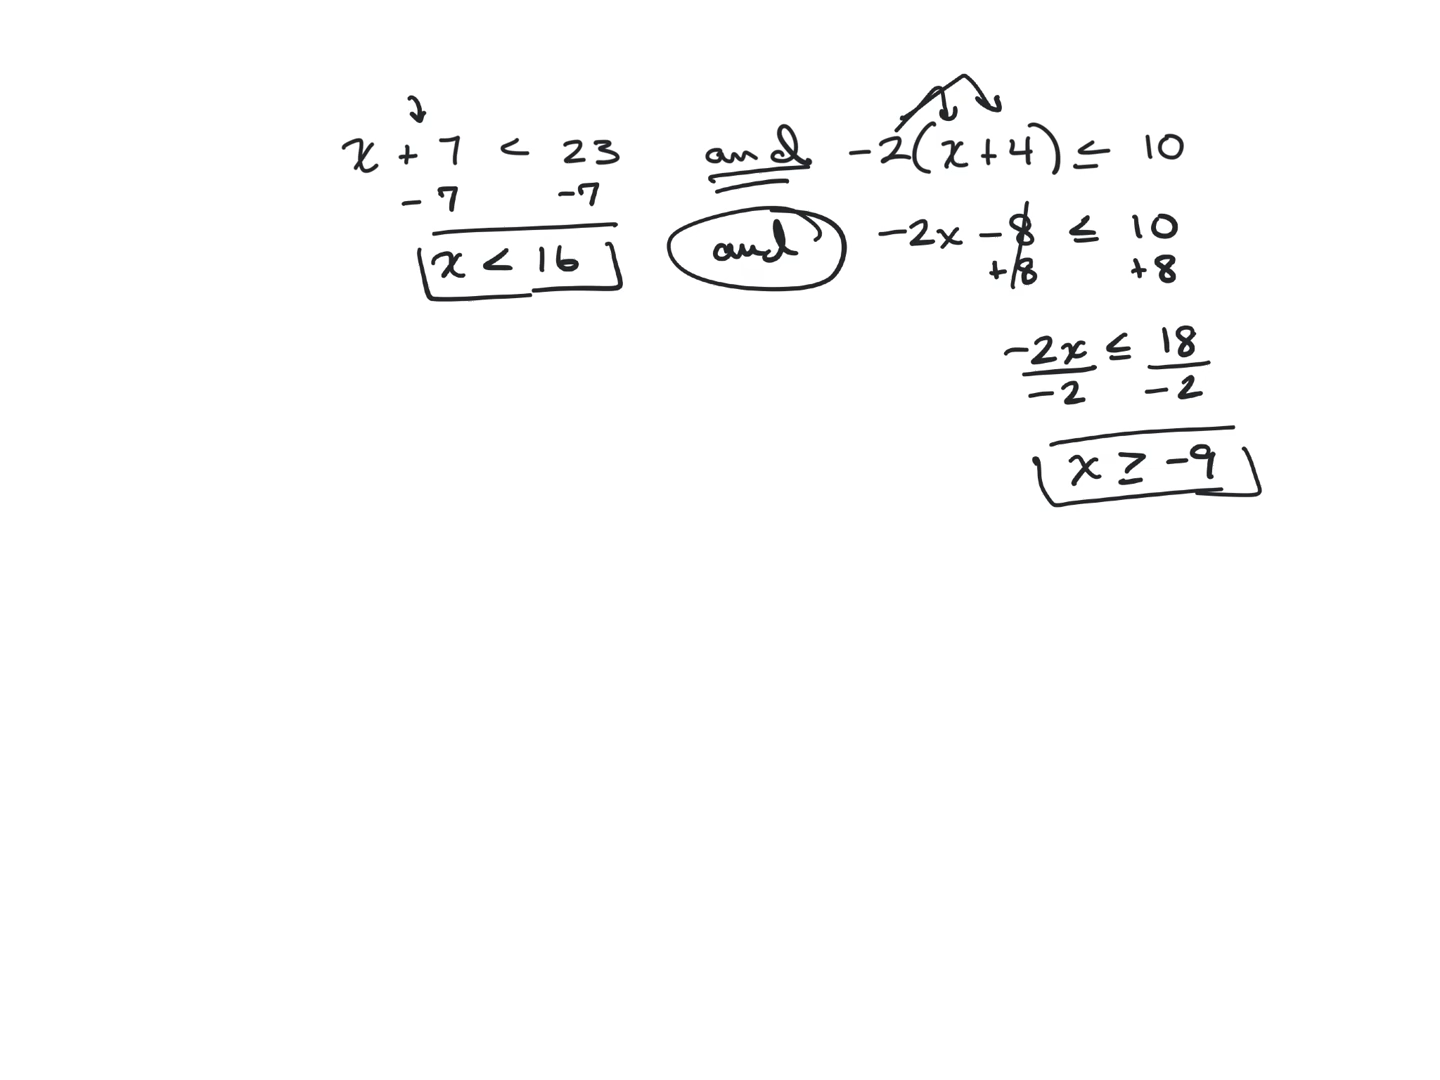 x + 7 < 23 and -2(x+4) ≤ 10
- 7 -7
x < 16 and -2x - 8 ≤ 10
+8 +8
-2x ≤ 18
-2 -2
x ≥ -9